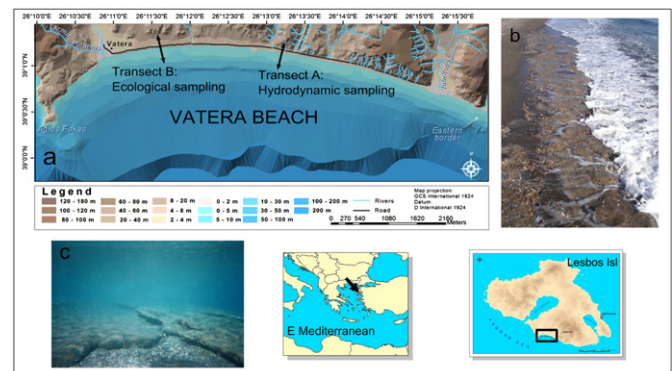 26°10'0"E 26°10'30"E 26°11'0"E 26°11'30"E 26°12'0"E 26°12'30"E 26°13'0"E 26°13'30"E 26°14'0"E 26°14'30"E 26°15'0"E 26°15'30"E
Vatera
Transect B:
Ecological sampling
Transect A:
Hydrodynamic sampling
VATERA BEACH
Agios Fokas
Eastern
border
a
Legend
120 - 180 m
100 - 120 m
80 - 100 m
60 - 80 m
40 - 60 m
20 - 40 m
8 - 20 m
4 - 8 m
2 - 4 m
0 - 2 m
0 - 5 m
5 - 10 m
10 - 30 m
30 - 50 m
50 - 100 m
100 - 200 m
200 m
Rivers
Road
Map projection
GCS International 1924
Datum
D International 1924
0 270 540 1080 1620 2160
Meters
b
c
E Mediterranean
Lesbos Isl